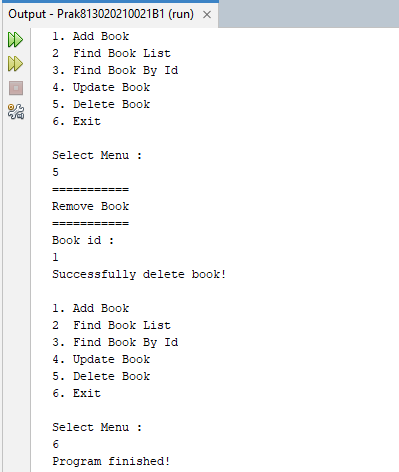 Output - Prak813020210021B1 (run) ×
1. Add Book
2  Find Book List
3. Find Book By Id
4. Update Book
5. Delete Book
6. Exit
Select Menu :
5
===========
Remove Book
===========
Book id :
1
Successfully delete book!
1. Add Book
2  Find Book List
3. Find Book By Id
4. Update Book
5. Delete Book
6. Exit
Select Menu :
6
Program finished!